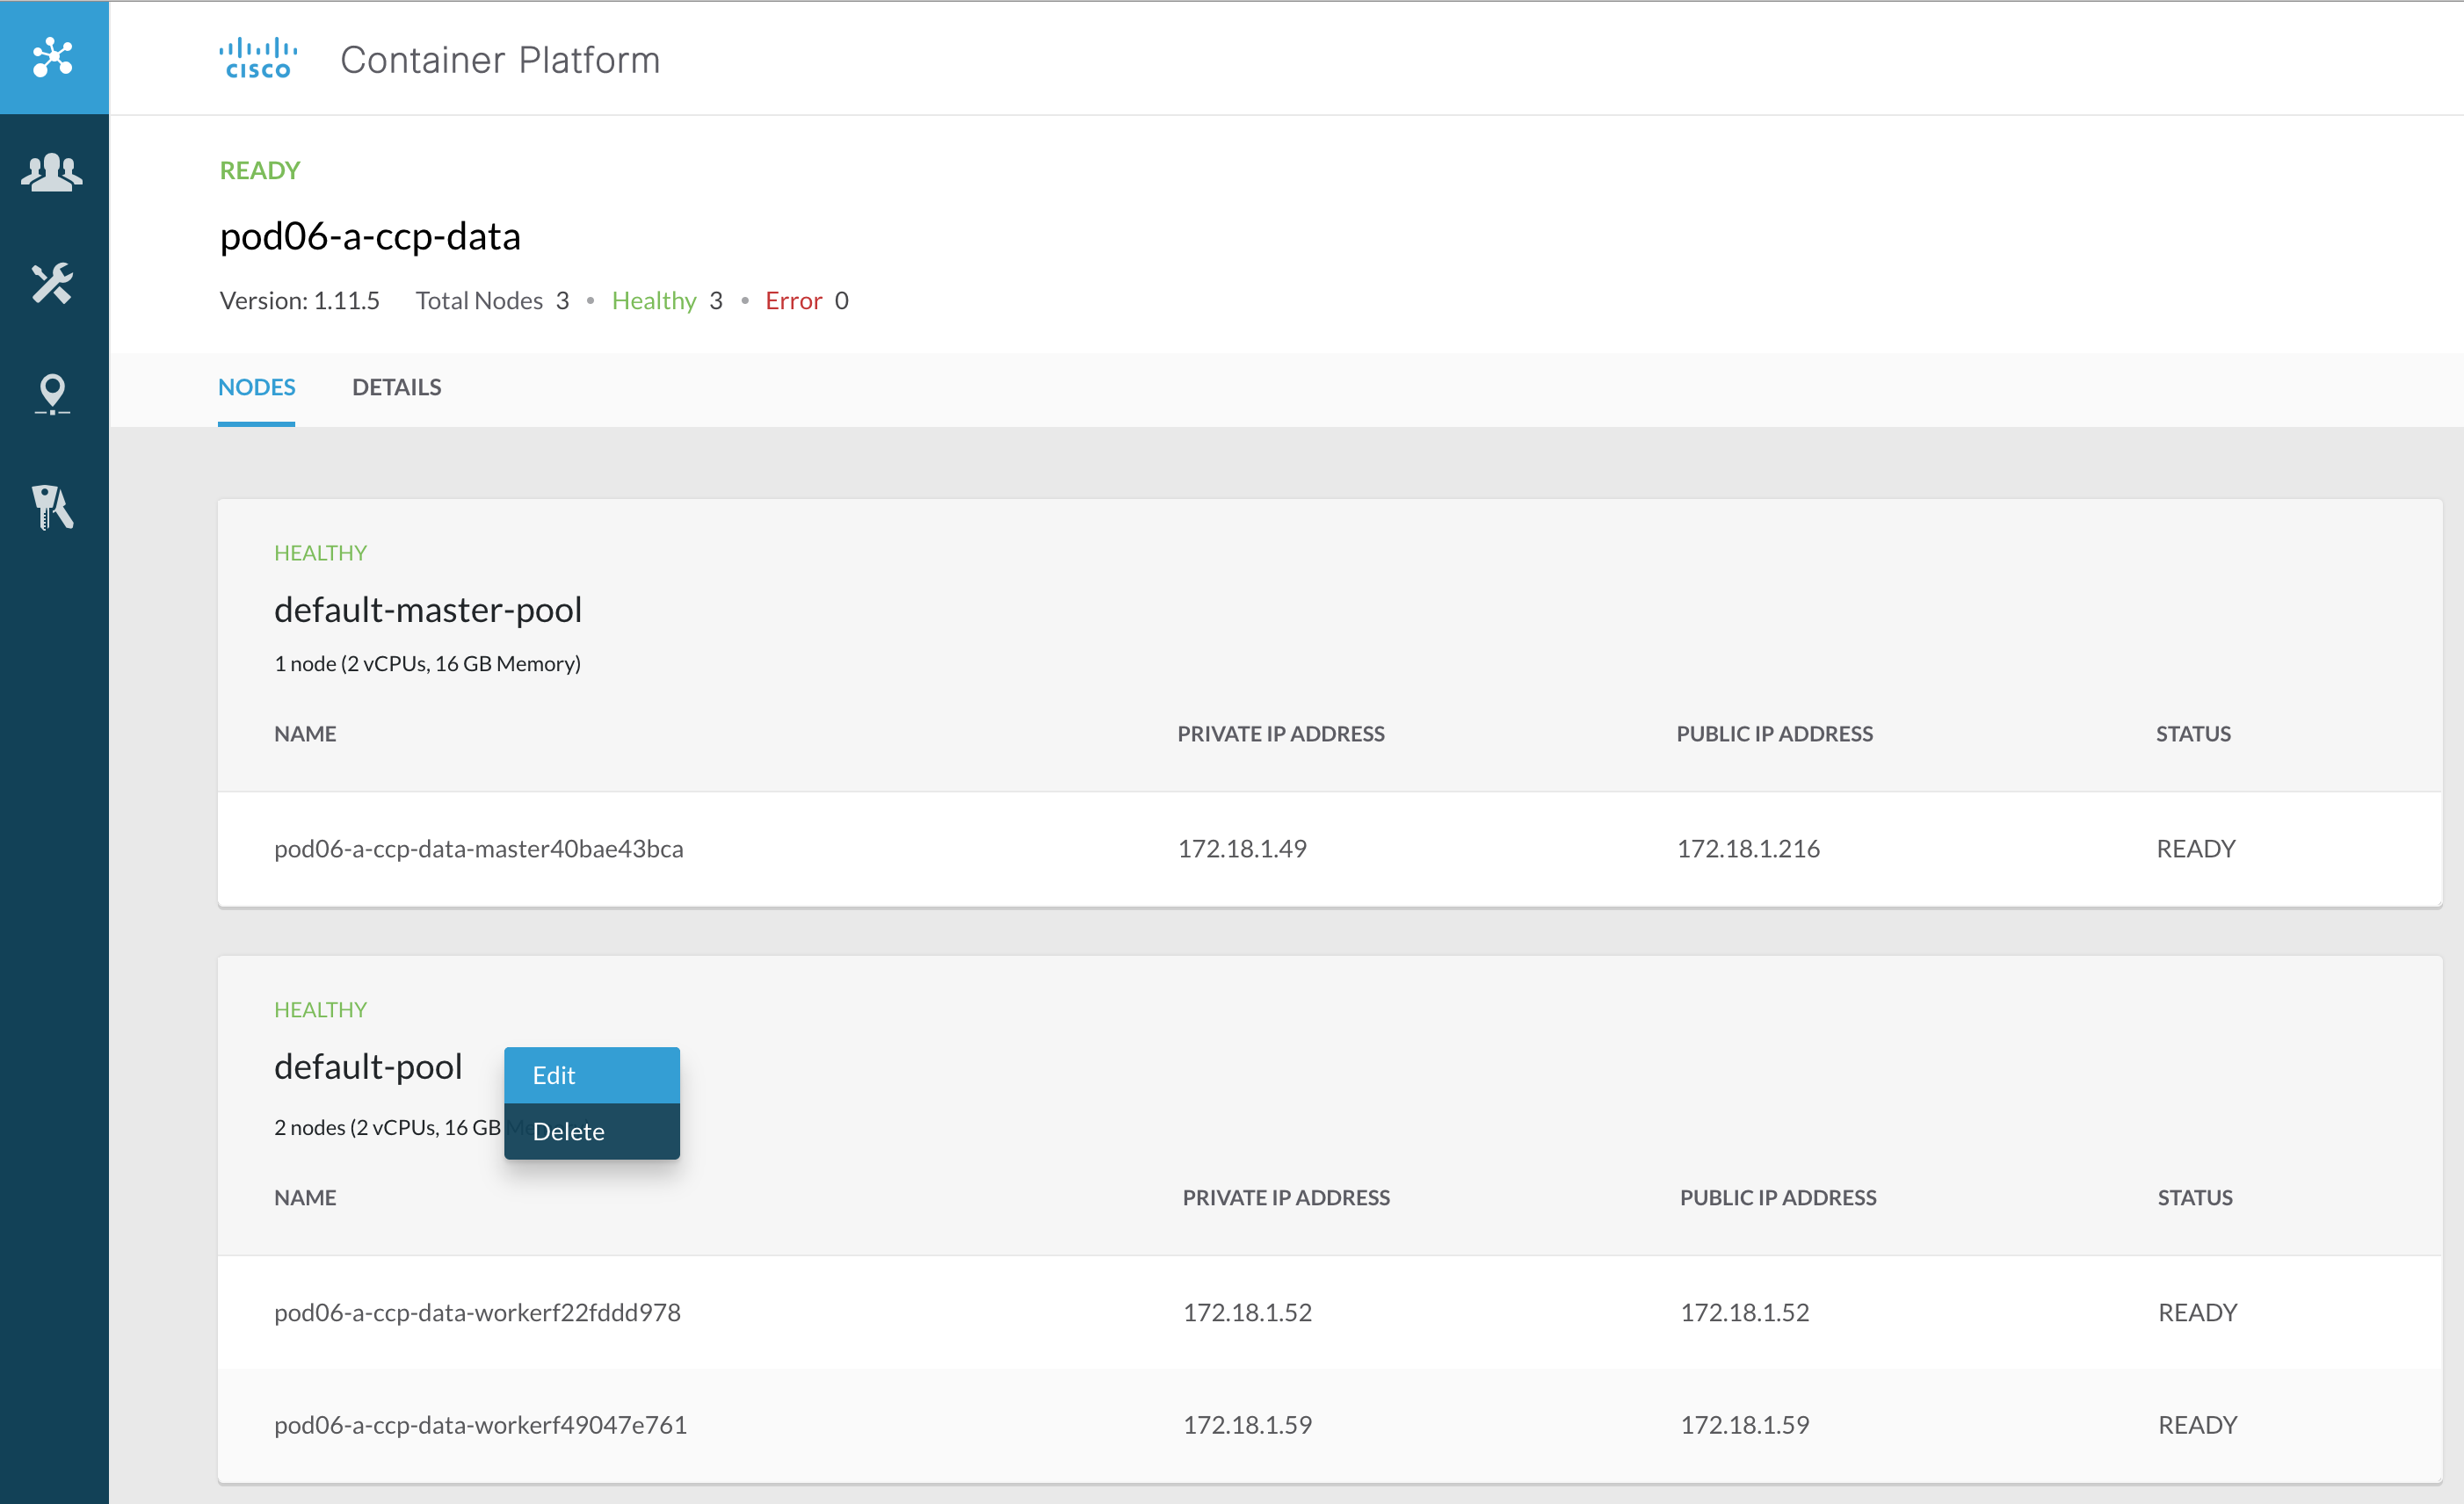 CISCO Container Platform
READY
pod06-a-ccp-data
Version: 1.11.5 Total Nodes 3 • Healthy 3 • Error 0
NODES DETAILS
HEALTHY
default-master-pool
1 node (2 vCPUs, 16 GB Memory)
NAME PRIVATE IP ADDRESS PUBLIC IP ADDRESS STATUS
pod06-a-ccp-data-master40bae43bca 172.18.1.49 172.18.1.216 READY
HEALTHY
default-pool
Edit
2 nodes (2 vCPUs, 16 GB
Delete
NAME PRIVATE IP ADDRESS PUBLIC IP ADDRESS STATUS
pod06-a-ccp-data-workerf22fddd978 172.18.1.52 172.18.1.52 READY
pod06-a-ccp-data-workerf49047e761 172.18.1.59 172.18.1.59 READY